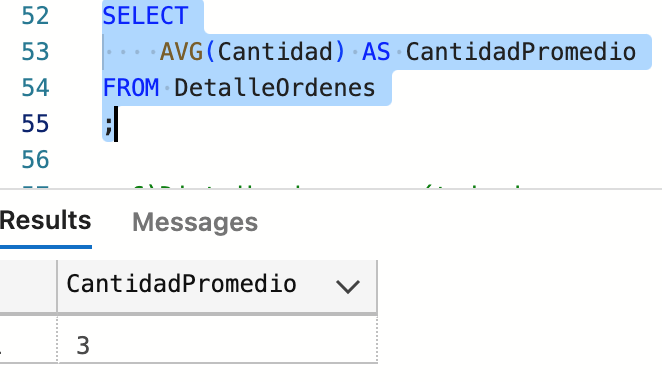 52 SELECT
53 AVG(Cantidad) AS CantidadPromedio
54 FROM DetalleOrdenes
55 ;
56
Results Messages
CantidadPromedio
3